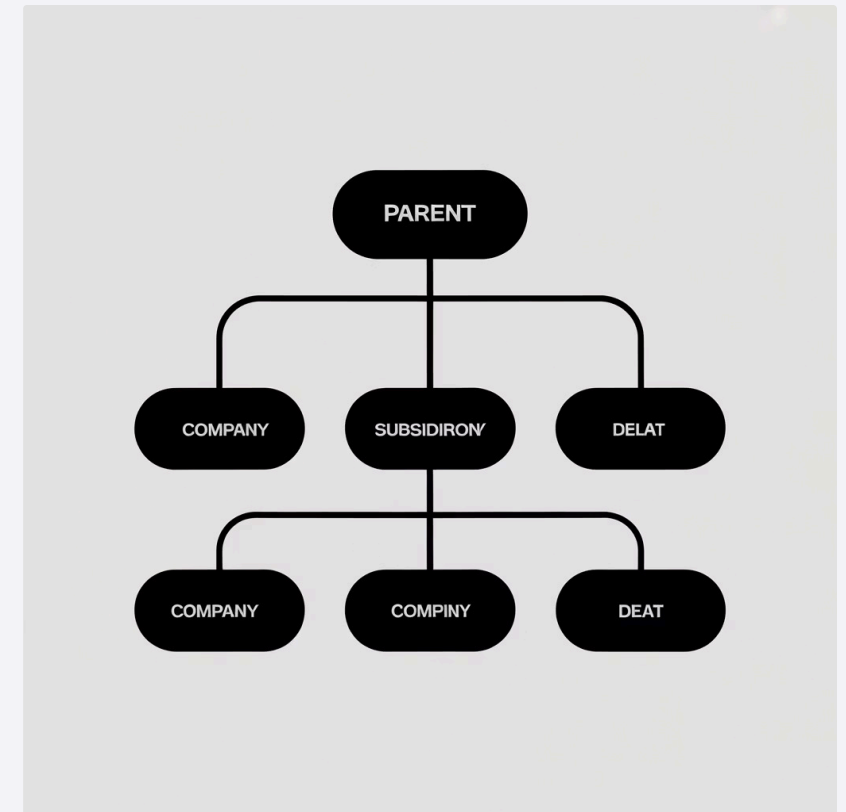 PARENT
COMPANY
SUBSIDIRON/
DELAT
COMPANY
COMPINY
DEAT